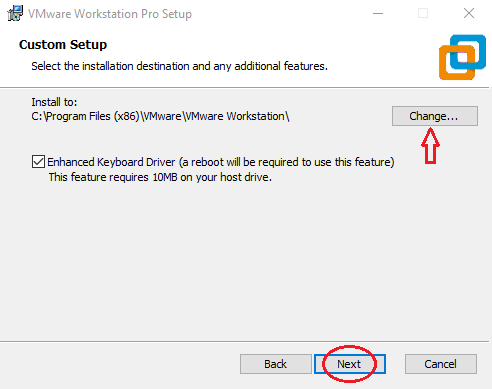 VMware Workstation Pro Setup
Custom Setup
Select the installation destination and any additional features.
Install to:
C:\Program Files (x86)\VMware\VMware Workstation\
Change...
Enhanced Keyboard Driver (a reboot will be required to use this feature)
This feature requires 10MB on your host drive.
Back
Next
Cancel